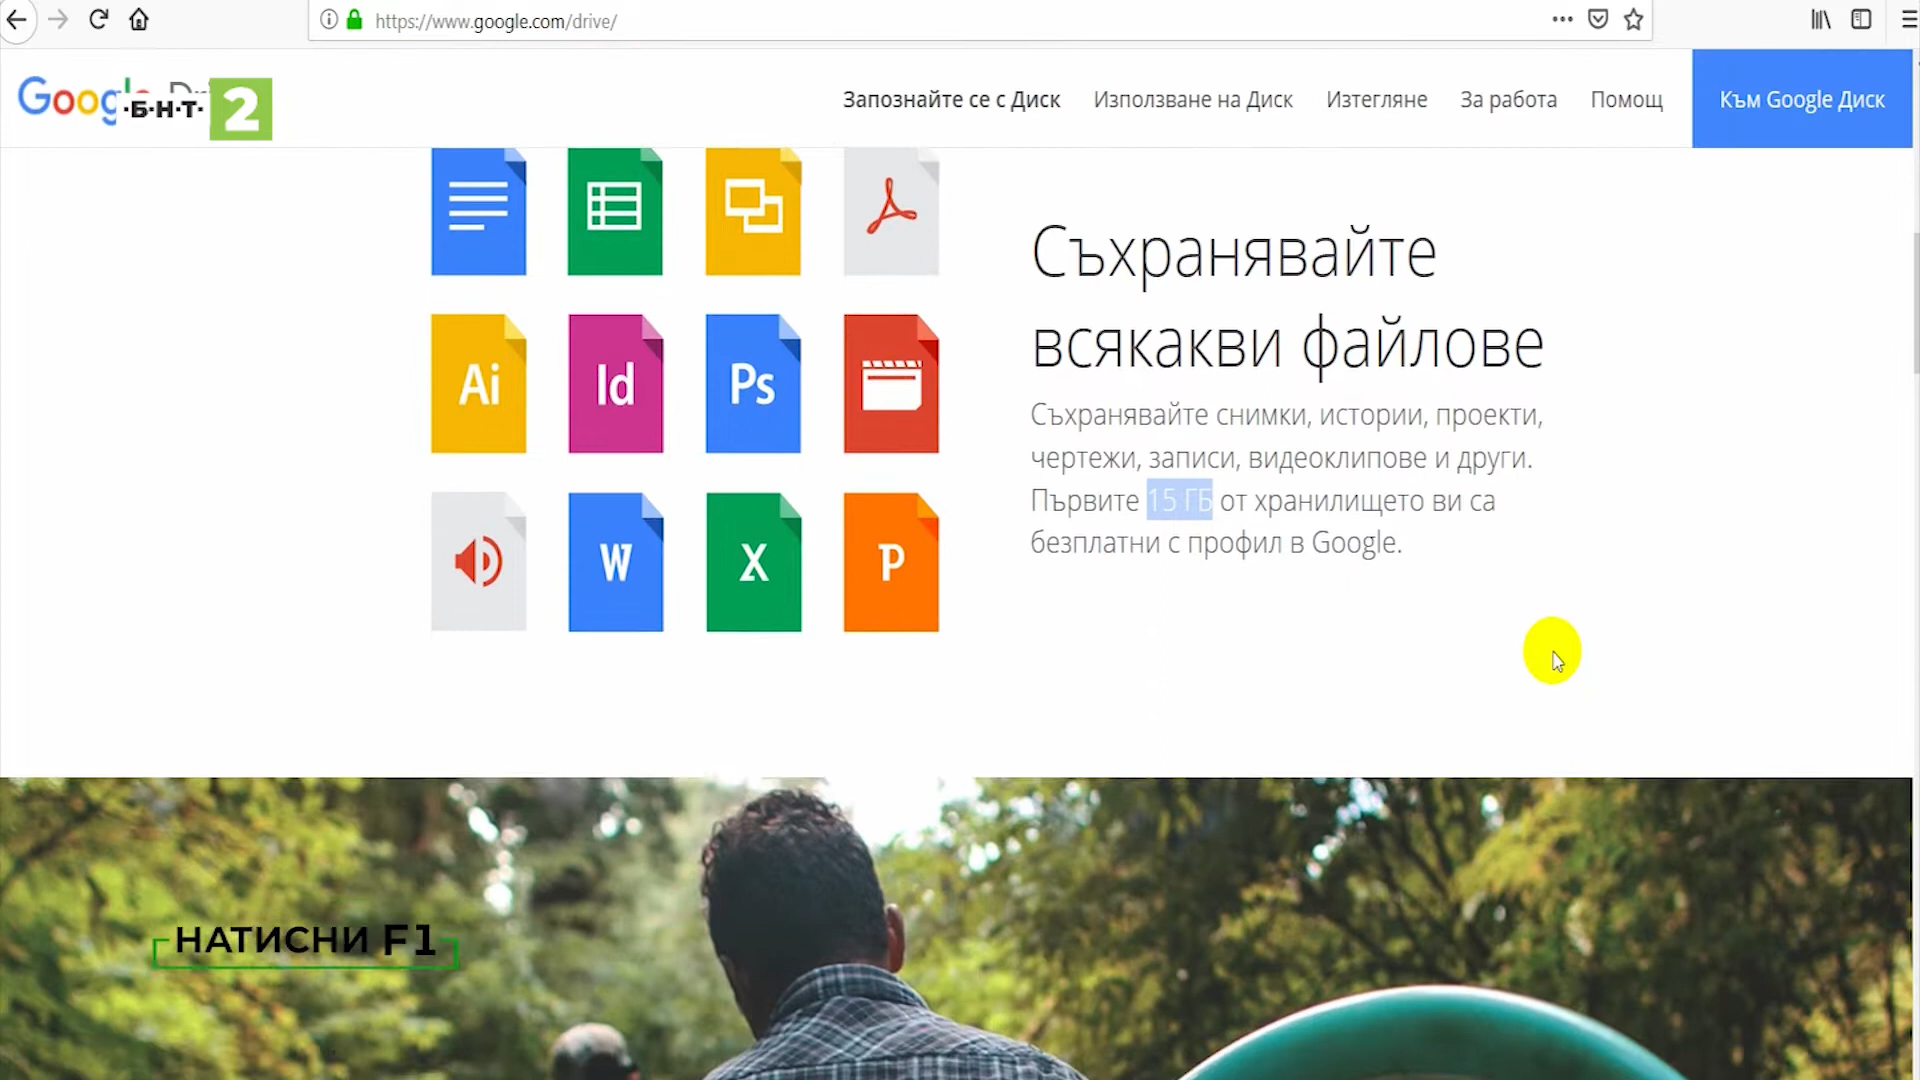 https://www.google.com/drive/
Google Dr
·Б·Н·Т· 2
Запознайте се с Диск Използване на Диск Изтегляне За работа Помощ Към Google Диск
Съхранявайте
всякакви файлове
Съхранявайте снимки, истории, проекти,
чертежи, записи, видеоклипове и други.
Първите 15 ГБ от хранилището ви са
безплатни с профил в Google.
Ai Id Ps
W X P
НАТИСНИ F1